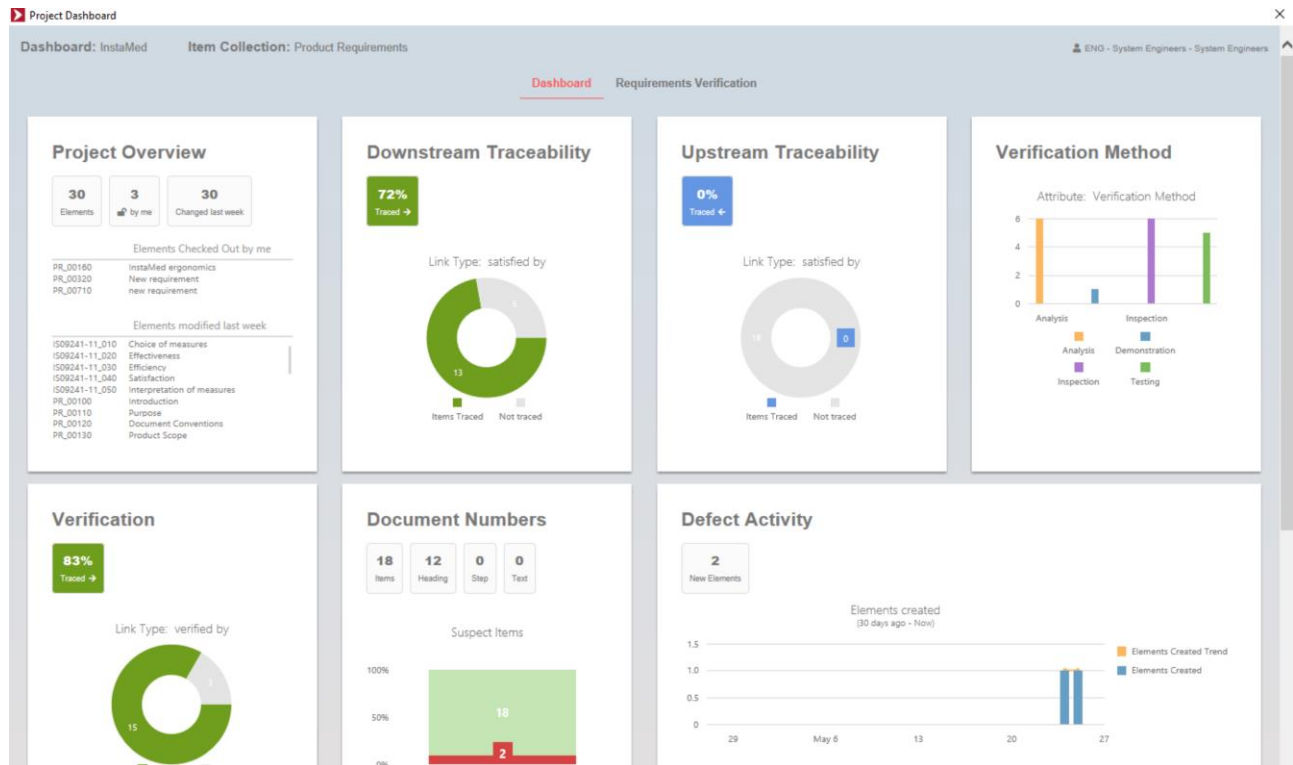 Project Dashboard
Dashboard: InstaMed Item Collection: Product Requirements
ENG - System Engineers - System Engineers
Dashboard Requirements Verification
Project Overview
30 3 30
Elements by me Changed last week
Elements Checked Out by me
PR_00160 InstaMed ergonomics
PR_00320 New requirement
PR_00710 new requirement
Elements modified last week
IS09241-11_010 Choice of measures
IS09241-11_020 Effectiveness
IS09241-11_030 Efficiency
IS09241-11_040 Satisfaction
IS09241-11_050 Interpretation of measures
PR_00100 Introduction
PR_00110 Purpose
PR_00120 Document Conventions
PR_00130 Product Scope
Downstream Traceability
72%
Traced →
Link Type: satisfied by
13
Items Traced Not traced
Upstream Traceability
0%
Traced ←
Link Type: satisfied by
18 0
Items Traced Not traced
Verification Method
Attribute: Verification Method
6
4
2
0
Analysis Inspection
Analysis Demonstration
Inspection Testing
Verification
83%
Traced →
Link Type: verified by
3
15
Document Numbers
18 12 0 0
Items Heading Step Text
Suspect Items
100%
18
50%
2
0%
Defect Activity
2
New Elements
Elements created
(30 days ago - Now)
1.5
1.0
0.5
0
29 May 6 13 20 27
Elements Created Trend
Elements Created